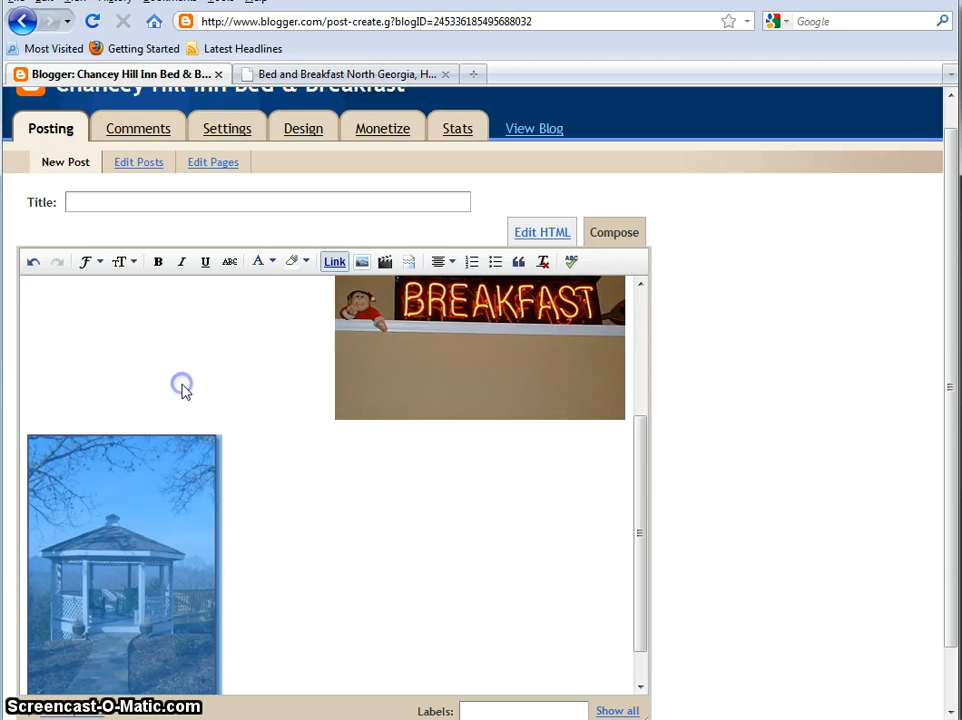 http://www.blogger.com/post-create.g?blogID=245336185495688032
Google
Most Visited Getting Started Latest Headlines
Blogger: Chancey Hill Inn Bed & B... Bed and Breakfast North Georgia, H...
Chancey Hill Inn Bed & Breakfast
Posting Comments Settings Design Monetize Stats View Blog
New Post Edit Posts Edit Pages
Title:
Edit HTML Compose
Link
BREAKFAST
Labels: Show all
Screencast-O-Matic.com